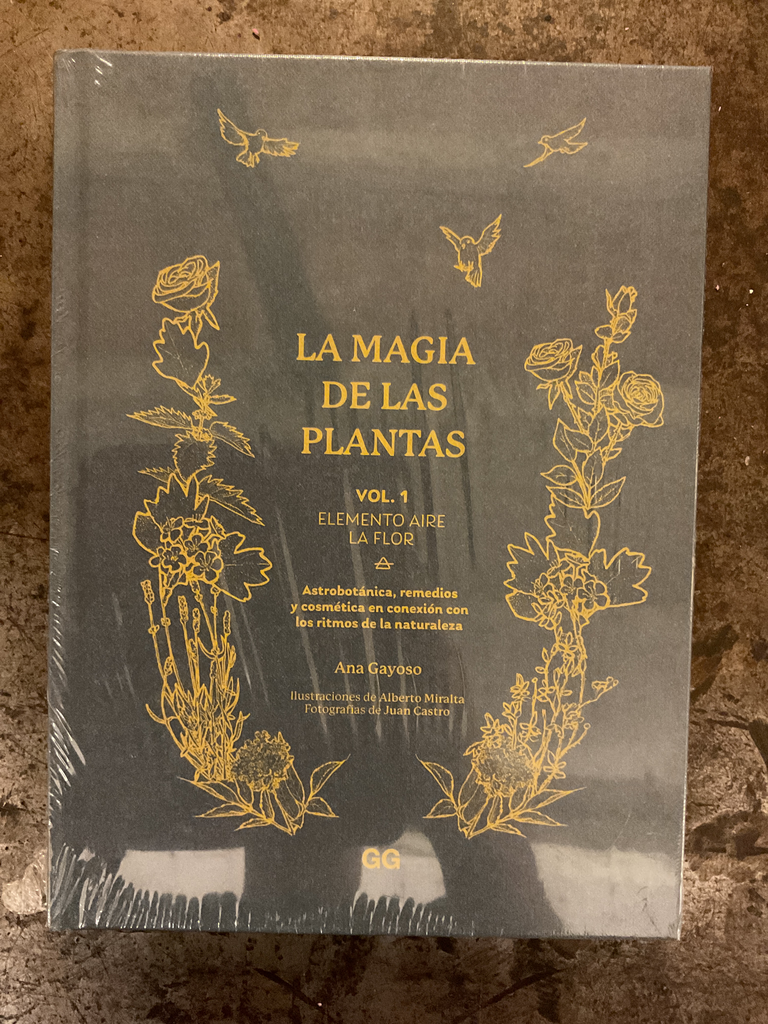 LA MAGIA
DE LAS
PLANTAS
VOL. 1
ELEMENTO AIRE
LA FLOR
Astrobotánica, remedios
y cosmética en conexión con
los ritmos de la naturaleza
Ana Gayoso
Ilustraciones de Alberto Miralta
Fotografías de Juan Castro
GG